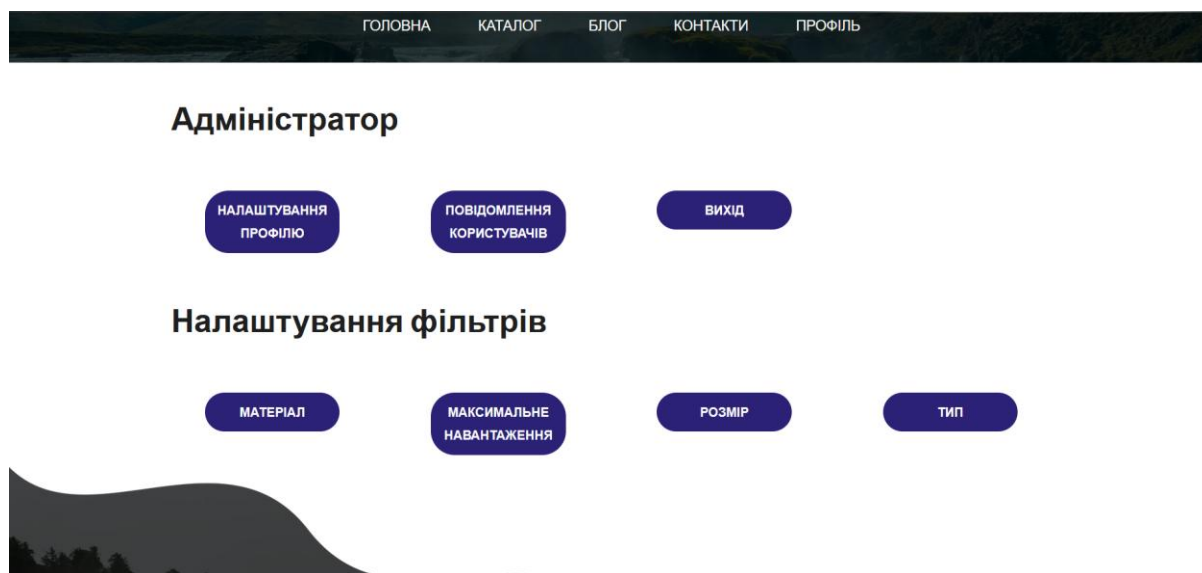 ГОЛОВНА КАТАЛОГ БЛОГ КОНТАКТИ ПРОФІЛЬ
Адміністратор
НАЛАШТУВАННЯ
ПРОФІЛЮ
ПОВІДОМЛЕННЯ
КОРИСТУВАЧІВ
ВИХІД
Налаштування фільтрів
МАТЕРІАЛ
МАКСИМАЛЬНЕ
НАВАНТАЖЕННЯ
РОЗМІР
ТИП